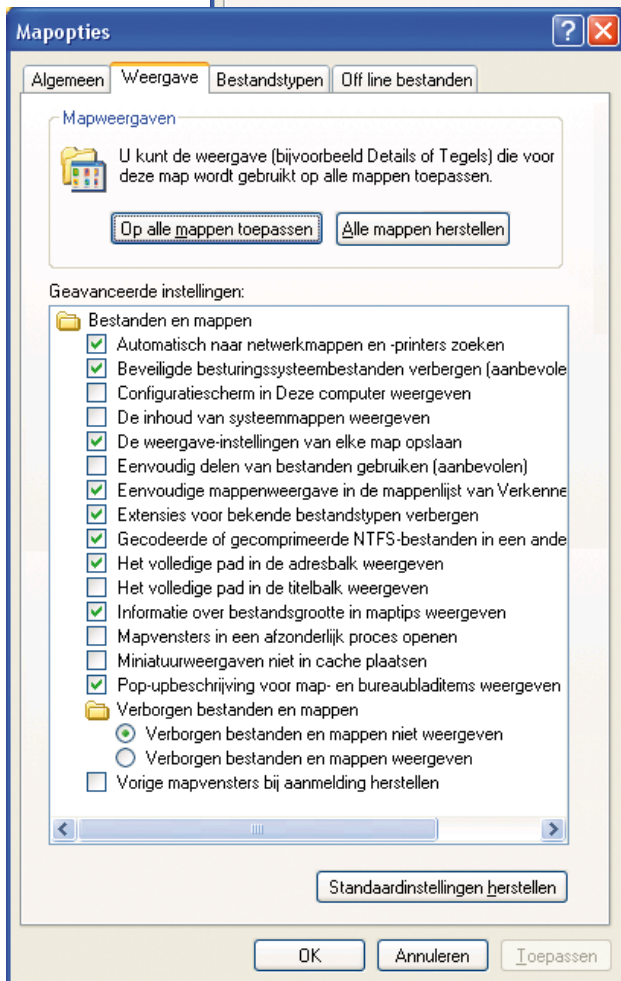 Mapopties
Algemeen Weergave Bestandstypen Off line bestanden
Mapweergaven
U kunt de weergave (bijvoorbeeld Details of Tegels) die voor
deze map wordt gebruikt op alle mappen toepassen.
Op alle mappen toepassen Alle mappen herstellen
Geavanceerde instellingen:
Bestanden en mappen
Automatisch naar netwerkmappen en -printers zoeken
Beveiligde besturingssysteembestanden verbergen (aanbevole
Configuratiescherm in Deze computer weergeven
De inhoud van systeemmappen weergeven
De weergave-instellingen van elke map opslaan
Eenvoudig delen van bestanden gebruiken (aanbevolen)
Eenvoudige mappenweergave in de mappenlijst van Verkenne
Extensies voor bekende bestandstypen verbergen
Gecodeerde of gecomprimeerde NTFS-bestanden in een ande
Het volledige pad in de adresbalk weergeven
Het volledige pad in de titelbalk weergeven
Informatie over bestandsgrootte in maptips weergeven
Mapvensters in een afzonderlijk proces openen
Miniatuurweergaven niet in cache plaatsen
Pop-upbeschrijving voor map- en bureaubladitems weergeven
Verborgen bestanden en mappen
Verborgen bestanden en mappen niet weergeven
Verborgen bestanden en mappen weergeven
Vorige mapvensters bij aanmelding herstellen
Standaardinstellingen herstellen
OK Annuleren Toepassen